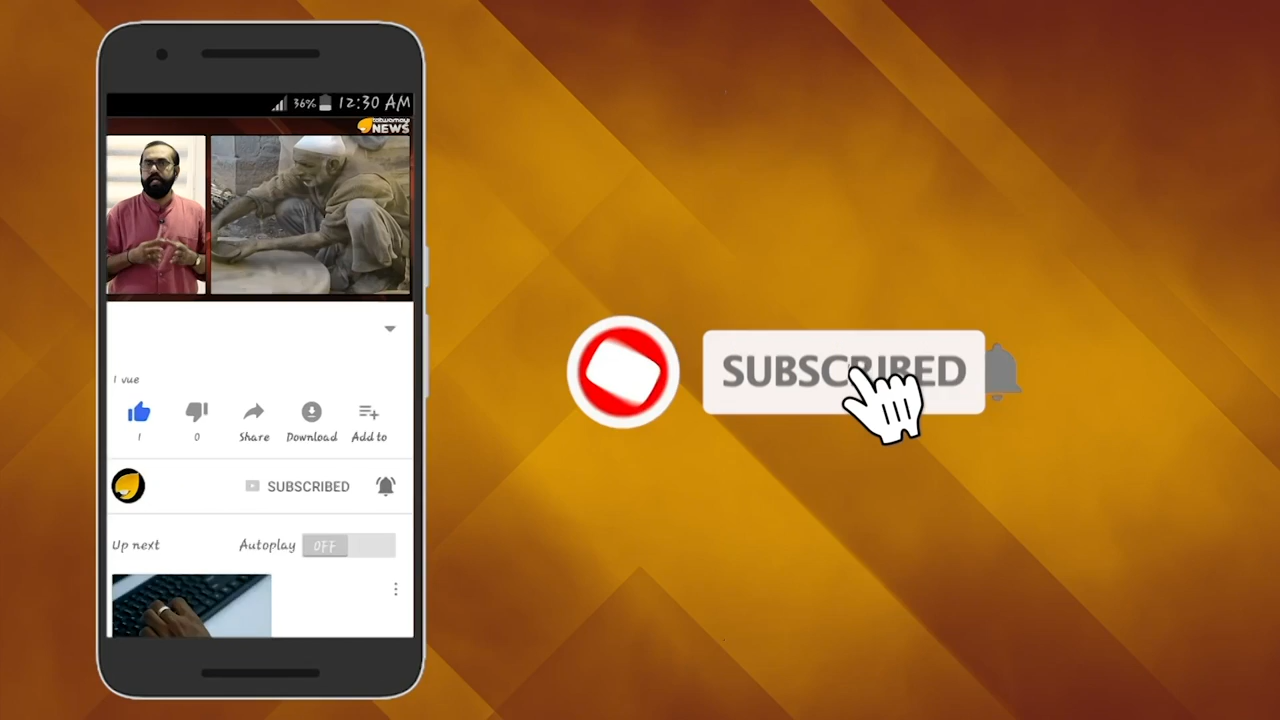 36% 12:30 AM
tatwamayi
NEWS
1 vue
1 0 Share Download Add to
SUBSCRIBED
Up next Autoplay OFF
SUBSCRIBED